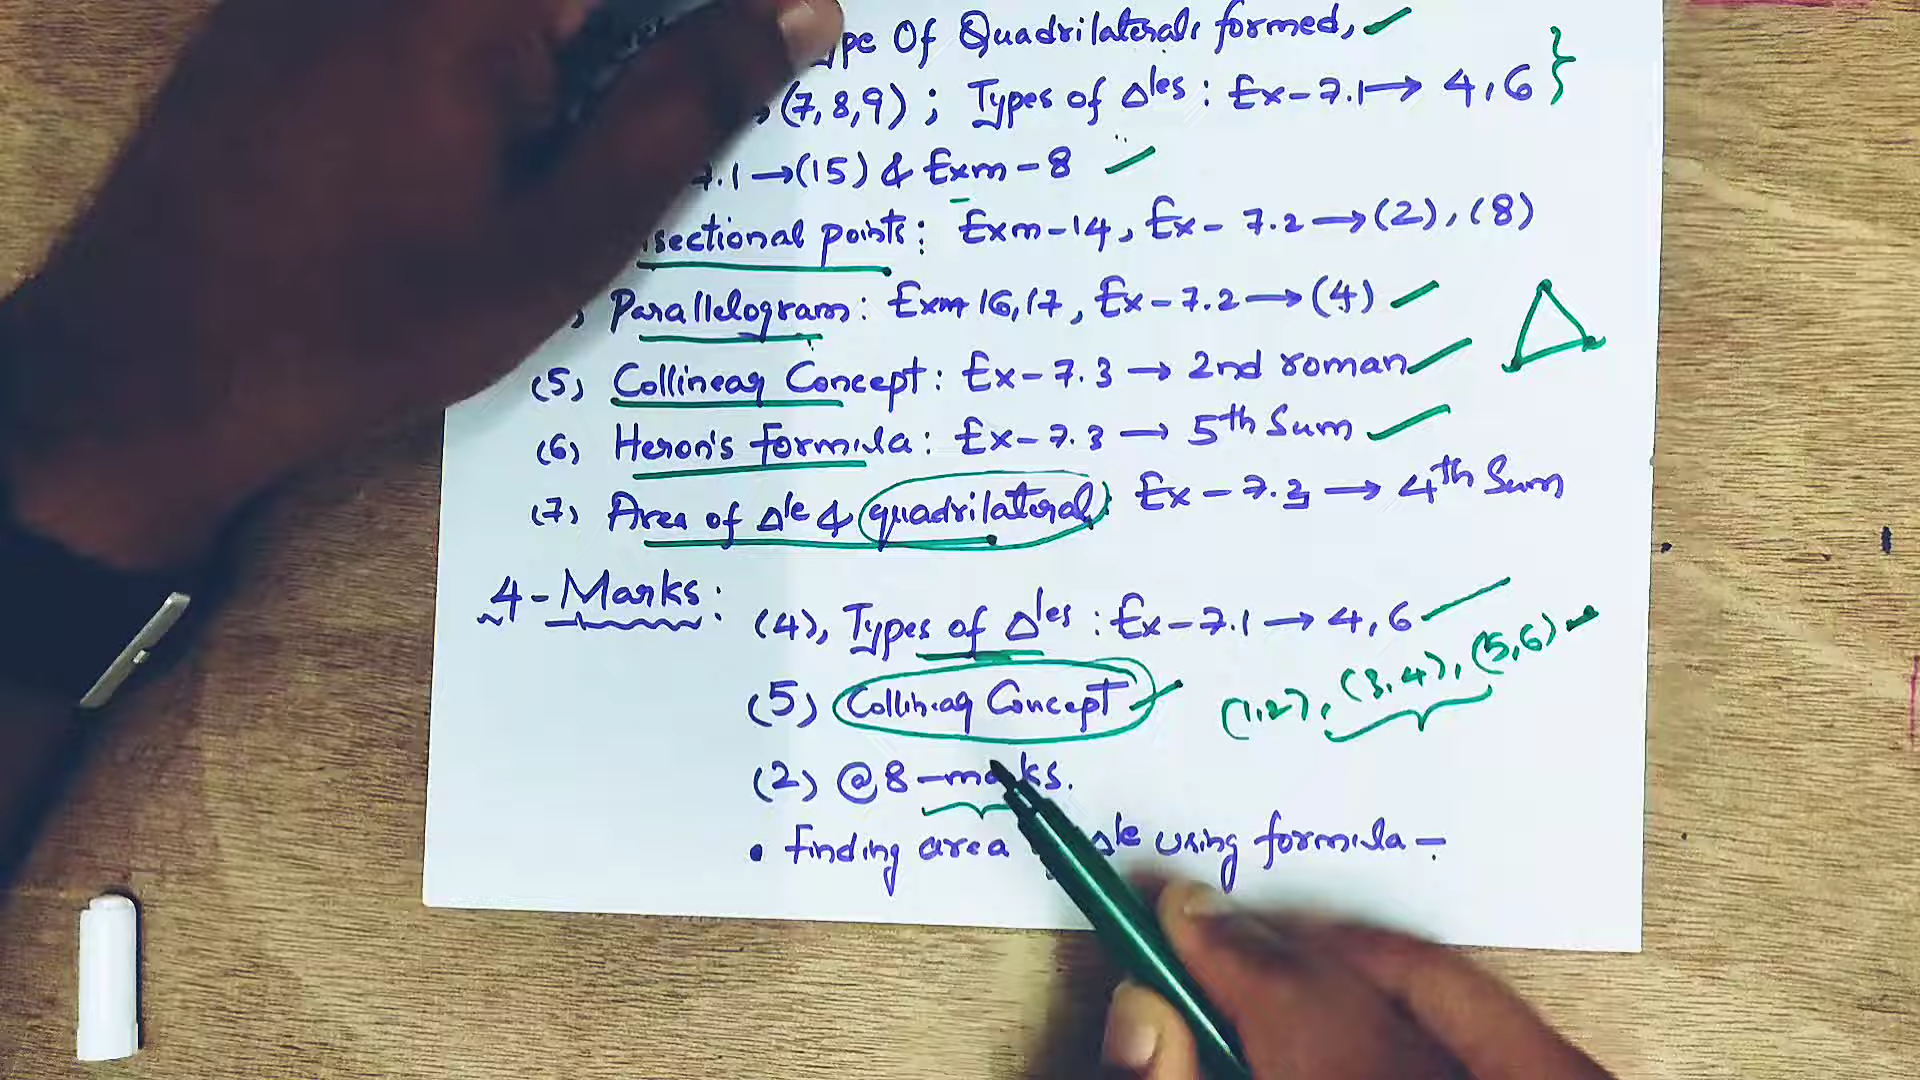 Of Quadrilaterals formed,
(7,8,9) ; Types of Δles : Ex-7.1→ 4,6
7.1→(15) & Exm-8
points: Exm-14, Ex- 7.2→(2), (8)
Parallelogram: Exm 16,17, Ex-7.2→(4)
(5) Collinear Concept: Ex-7.3 → 2nd roman
(6) Heron's formula: Ex-7.3 → 5th Sum
(7) Area of Δle & quadrilateral: Ex-7.3 → 4th Sum
4-Marks:
(4), Types of Δles : Ex-7.1→ 4,6
(5) Collinear Concept (1,2), (3,4), (5,6)
(2) @ 8-marks.
• Finding area Δle using formula-